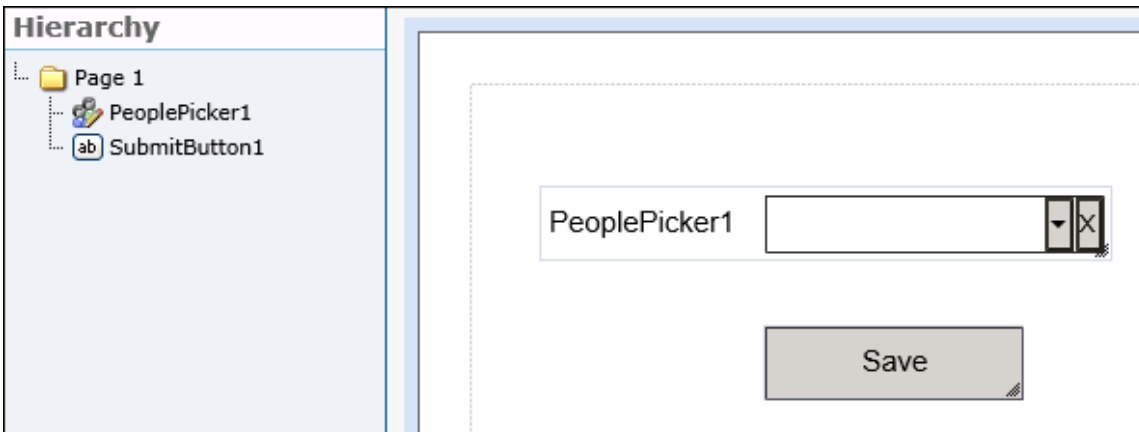 Hierarchy
Page 1
PeoplePicker1
ab SubmitButton1
PeoplePicker1 X
Save